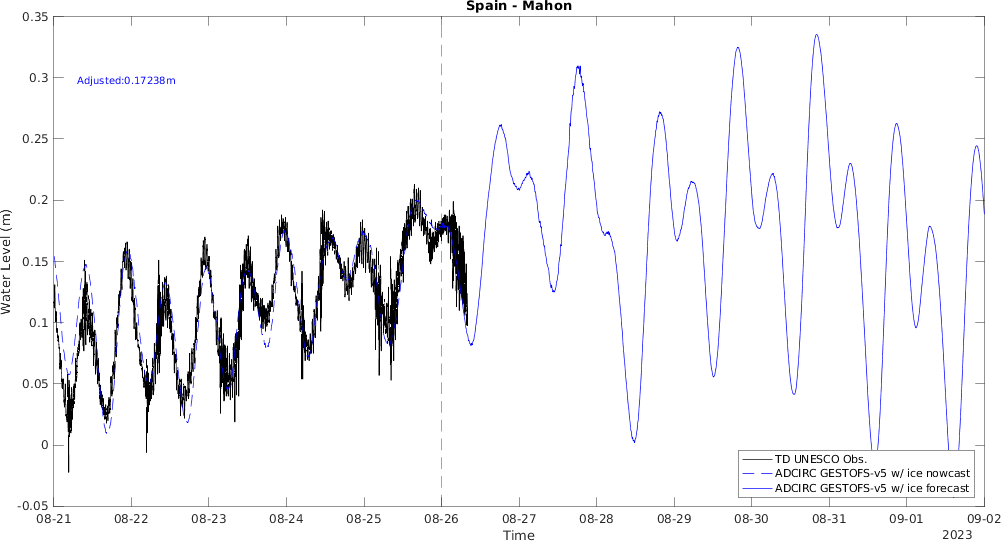 Spain - Mahon
0.35
0.3
0.25
0.2
0.15
0.1
0.05
0
-0.05
Water Level (m)
Adjusted:0.17238m
TD UNESCO Obs.
ADCIRC GESTOFS-v5 w/ ice nowcast
ADCIRC GESTOFS-v5 w/ ice forecast
08-21 08-22 08-23 08-24 08-25 08-26 08-27 08-28 08-29 08-30 08-31 09-01 09-02
Time
2023